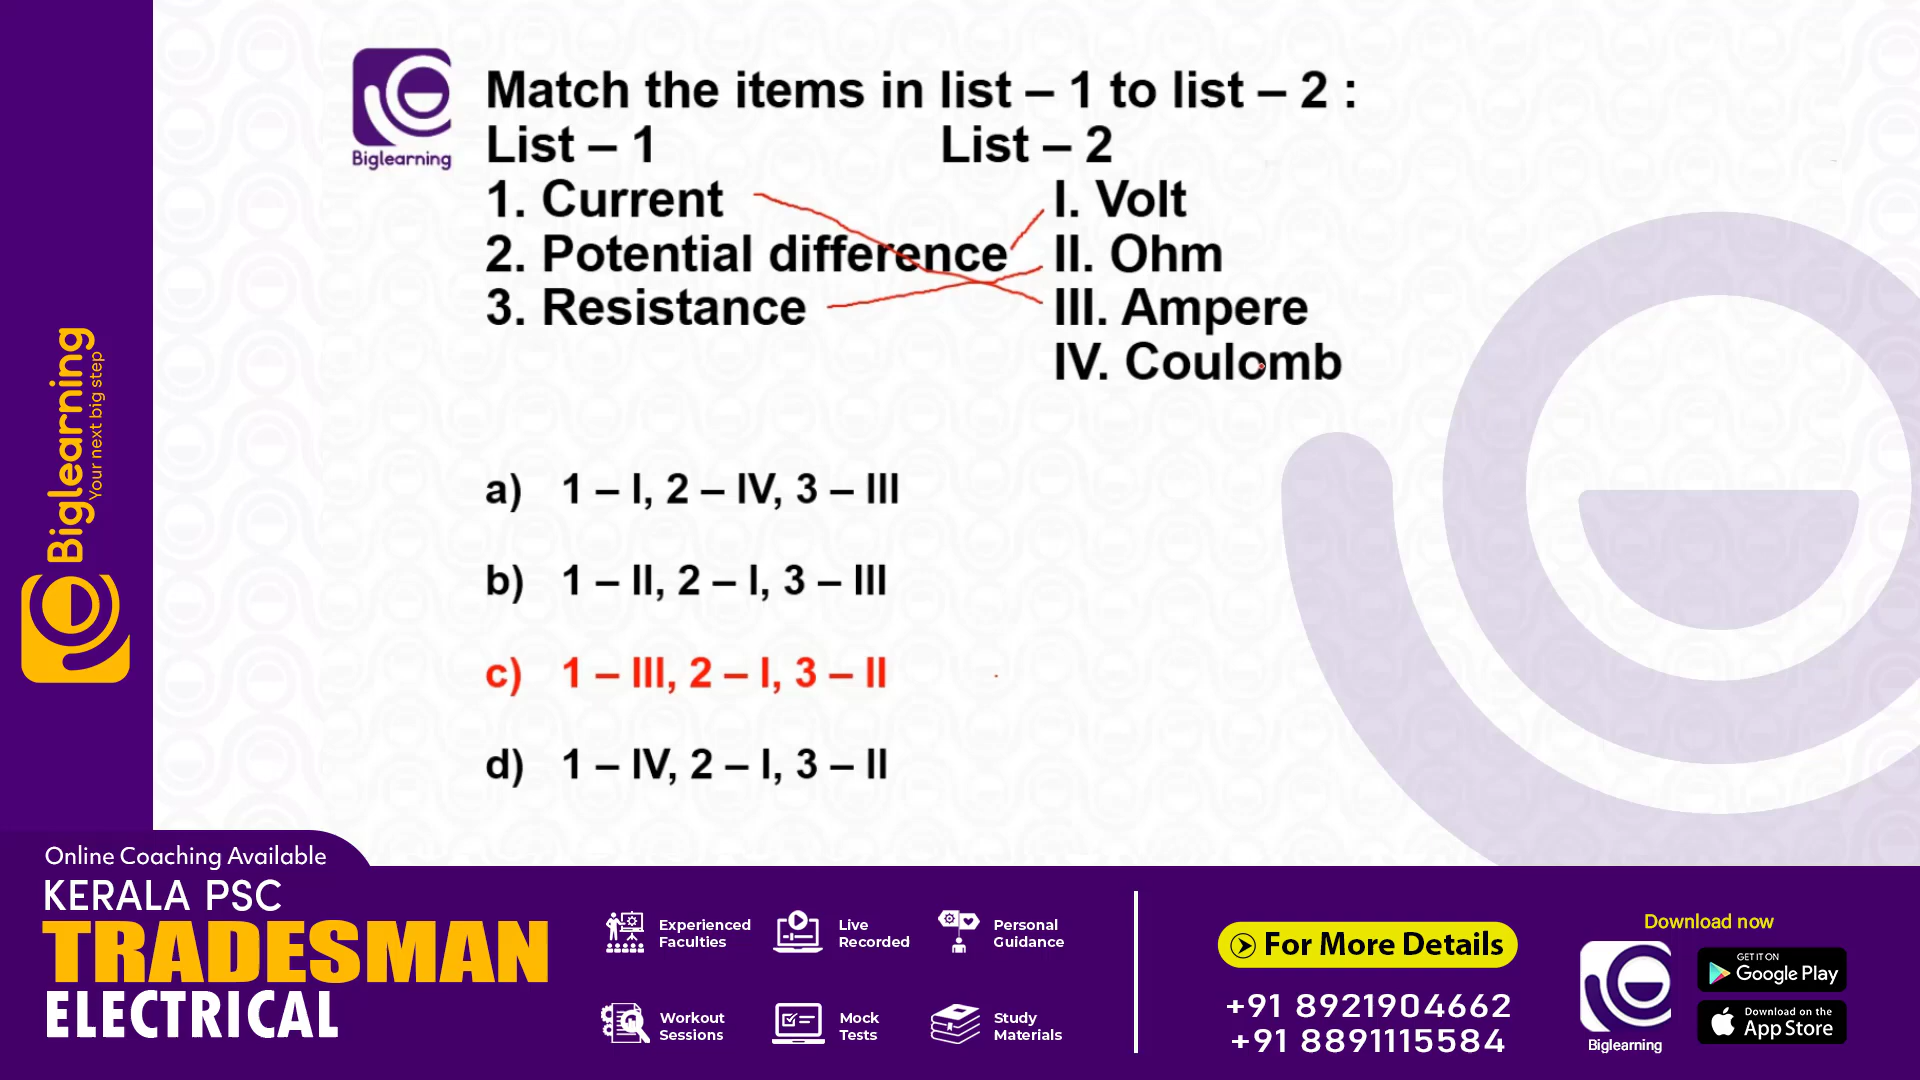 Match the items in list – 1 to list – 2 :
List – 1 List – 2
1. Current I. Volt
2. Potential difference II. Ohm
3. Resistance III. Ampere
IV. Coulomb
a) 1 – I, 2 – IV, 3 – III
b) 1 – II, 2 – I, 3 – III
c) 1 – III, 2 – I, 3 – II
d) 1 – IV, 2 – I, 3 – II
Biglearning
Biglearning
Your next big step
Online Coaching Available
KERALA PSC
TRADESMAN
ELECTRICAL
Experienced
Faculties
Live
Recorded
Personal
Guidance
Workout
Sessions
Mock
Tests
Study
Materials
For More Details
+91 8921904662
+91 8891115584
Download now
Biglearning
GET IT ON
Google Play
Download on the
App Store